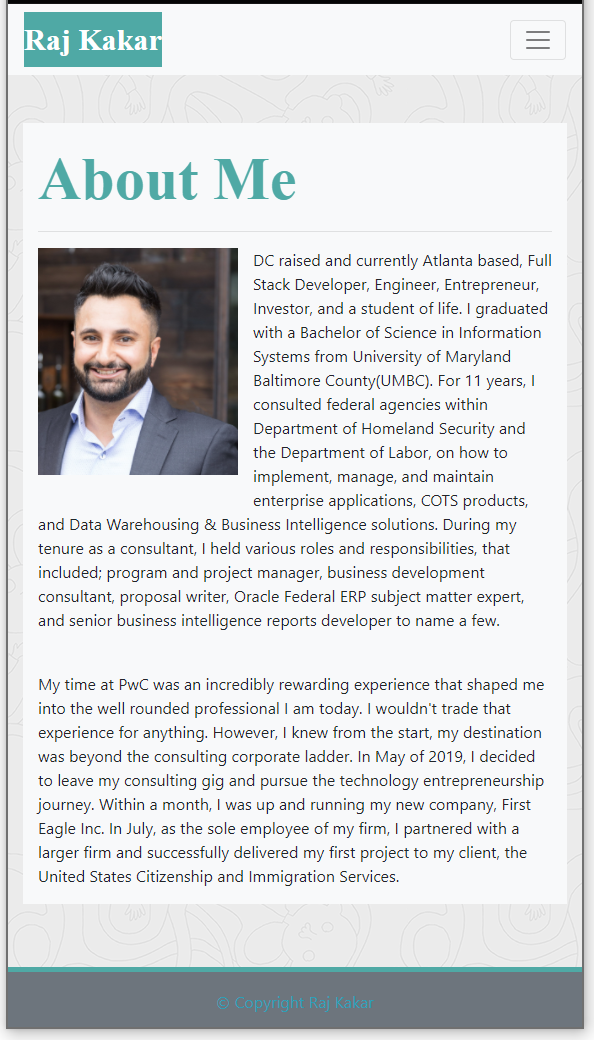 Raj Kakar
About Me
DC raised and currently Atlanta based, Full
Stack Developer, Engineer, Entrepreneur,
Investor, and a student of life. I graduated
with a Bachelor of Science in Information
Systems from University of Maryland
Baltimore County(UMBC). For 11 years, I
consulted federal agencies within
Department of Homeland Security and
the Department of Labor, on how to
implement, manage, and maintain
enterprise applications, COTS products,
and Data Warehousing & Business Intelligence solutions. During my
tenure as a consultant, I held various roles and responsibilities, that
included; program and project manager, business development
consultant, proposal writer, Oracle Federal ERP subject matter expert,
and senior business intelligence reports developer to name a few.
My time at PwC was an incredibly rewarding experience that shaped me
into the well rounded professional I am today. I wouldn't trade that
experience for anything. However, I knew from the start, my destination
was beyond the consulting corporate ladder. In May of 2019, I decided
to leave my consulting gig and pursue the technology entrepreneurship
journey. Within a month, I was up and running my new company, First
Eagle Inc. In July, as the sole employee of my firm, I partnered with a
larger firm and successfully delivered my first project to my client, the
United States Citizenship and Immigration Services.
© Copyright Raj Kakar